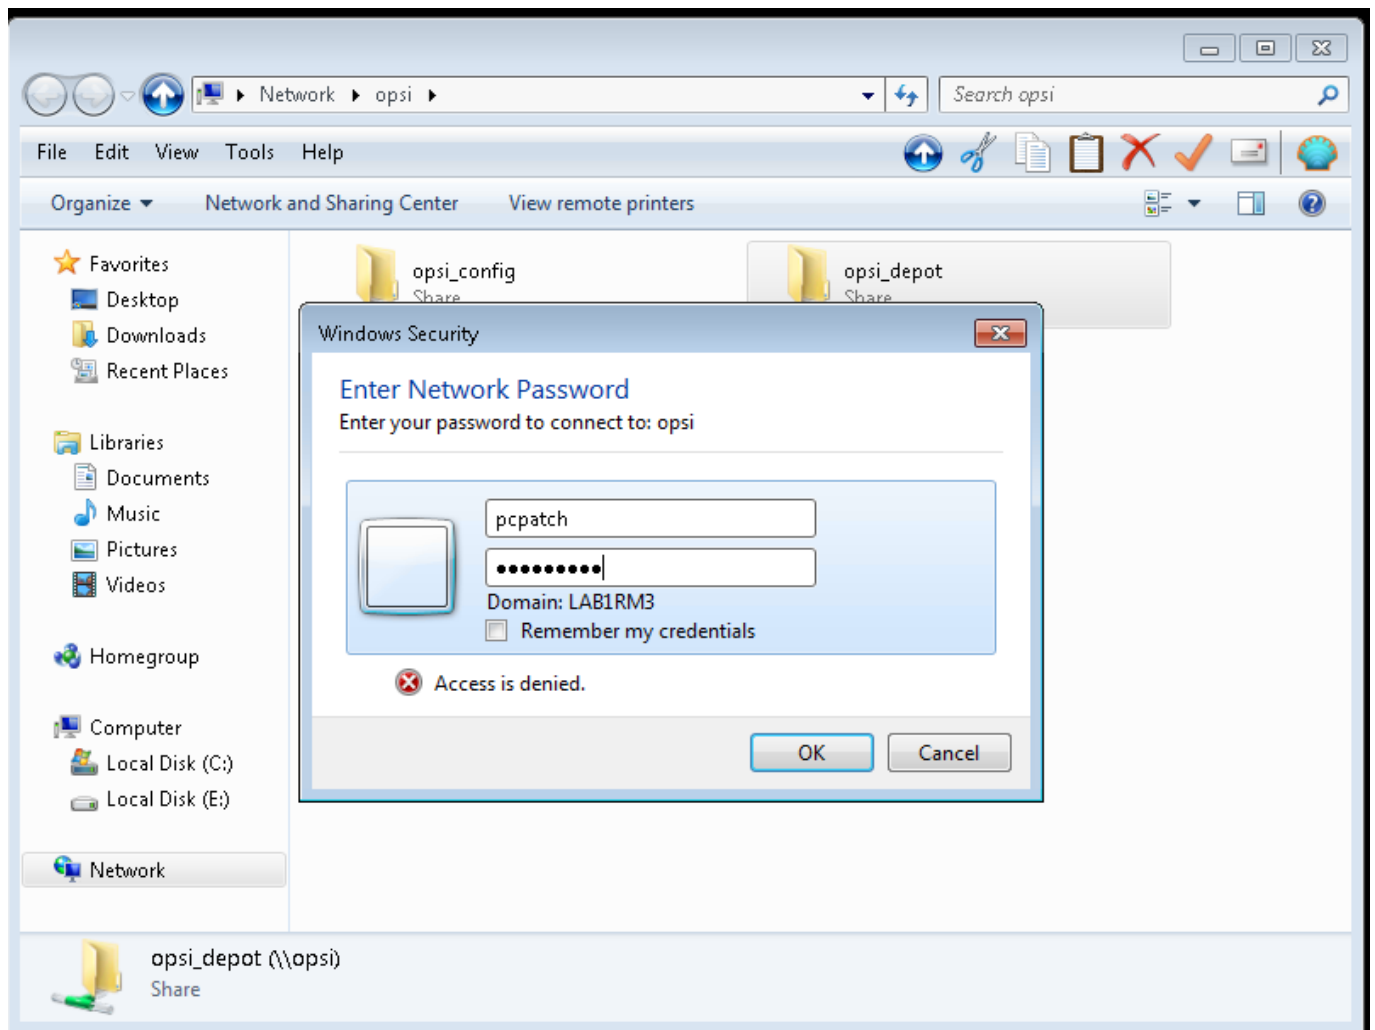 Network opsi
Search opsi
File Edit View Tools Help
Organize Network and Sharing Center View remote printers
Favorites
Desktop
Downloads
Recent Places
Libraries
Documents
Music
Pictures
Videos
Homegroup
Computer
Local Disk (C:)
Local Disk (E:)
Network
opsi_config
Share
opsi_depot
Share
Windows Security
Enter Network Password
Enter your password to connect to: opsi
pcpatch
●●●●●●●●●
Domain: LAB1RM3
Remember my credentials
Access is denied.
OK Cancel
opsi_depot (\\opsi)
Share